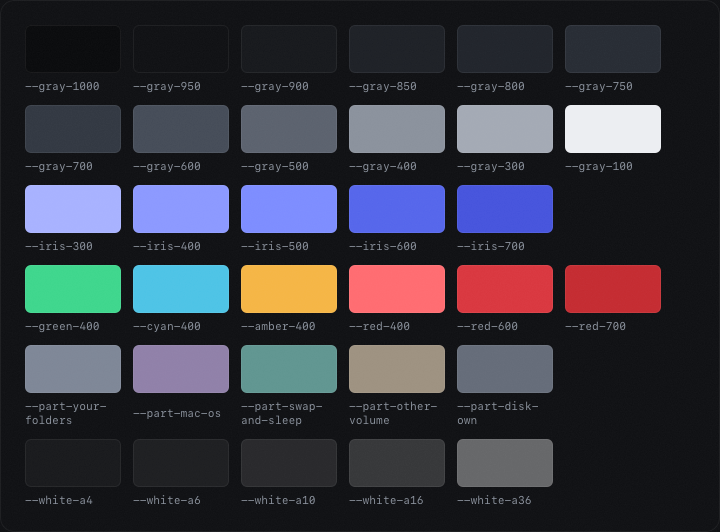 --gray-1000
--gray-950
--gray-900
--gray-850
--gray-800
--gray-750
--gray-700
--gray-600
--gray-500
--gray-400
--gray-300
--gray-100
--iris-300
--iris-400
--iris-500
--iris-600
--iris-700
--green-400
--cyan-400
--amber-400
--red-400
--red-600
--red-700
--part-your-
folders
--part-mac-os
--part-swap-
and-sleep
--part-other-
volume
--part-disk-
own
--white-a4
--white-a6
--white-a10
--white-a16
--white-a36